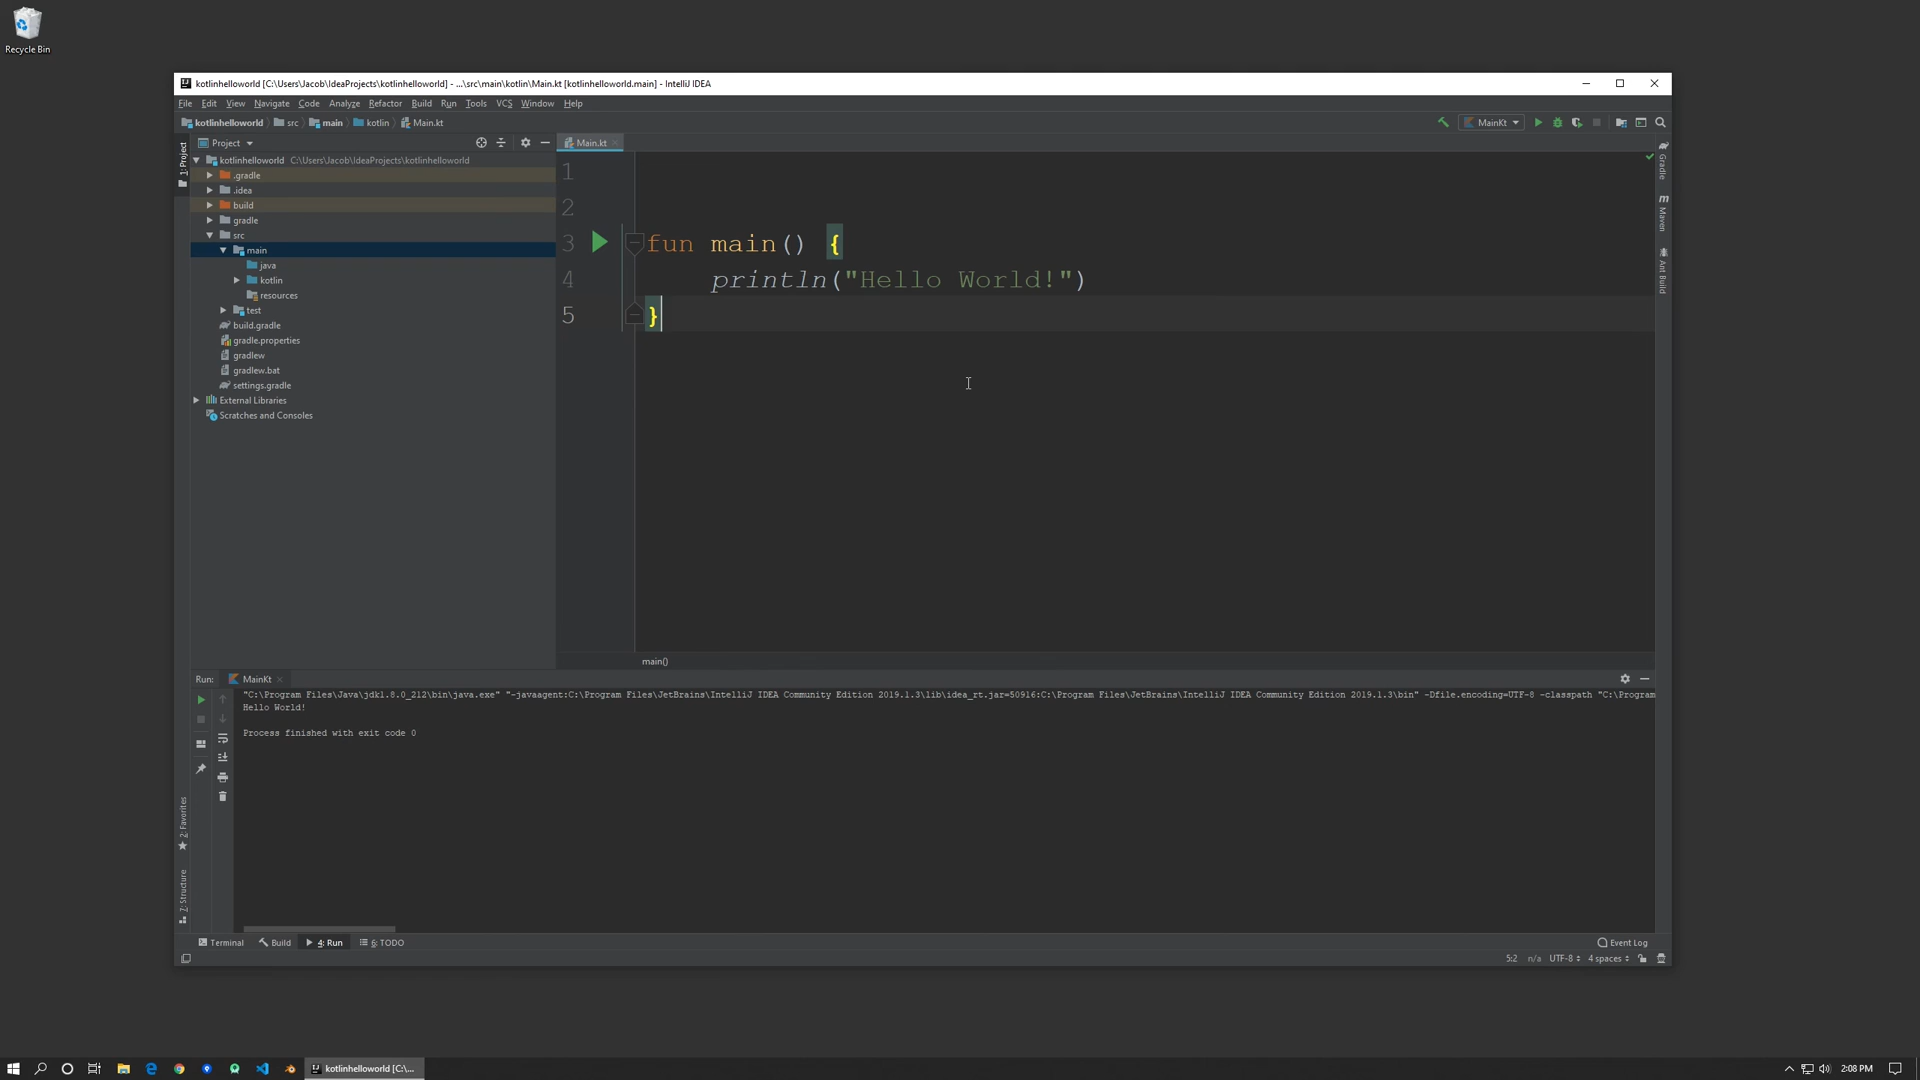 Recycle Bin
kotlinhelloworld [C:\Users\Jacob\IdeaProjects\kotlinhelloworld] - ...\src\main\kotlin\Main.kt [kotlinhelloworld.main] - IntelliJ IDEA
File Edit View Navigate Code Analyze Refactor Build Run Tools VCS Window Help
kotlinhelloworld src main kotlin Main.kt
MainKt
1: Project
Project
Main.kt
kotlinhelloworld C:\Users\Jacob\IdeaProjects\kotlinhelloworld
.gradle
.idea
build
gradle
src
main
java
kotlin
resources
test
build.gradle
gradle.properties
gradlew
gradlew.bat
settings.gradle
External Libraries
Scratches and Consoles
1
2
3 fun main() {
4 println("Hello World!")
5 }
main()
Gradle
m
Maven
Ant Build
Run: MainKt
"C:\Program Files\Java\jdk1.8.0_212\bin\java.exe" "-javaagent:C:\Program Files\JetBrains\IntelliJ IDEA Community Edition 2019.1.3\lib\idea_rt.jar=50916:C:\Program Files\JetBrains\IntelliJ IDEA Community Edition 2019.1.3\bin" -Dfile.encoding=UTF-8 -classpath "C:\Program
Hello World!
Process finished with exit code 0
2: Favorites
7: Structure
Terminal Build 4: Run 6: TODO
Event Log
5:2 n/a UTF-8 4 spaces
kotlinhelloworld [C:\...
2:08 PM